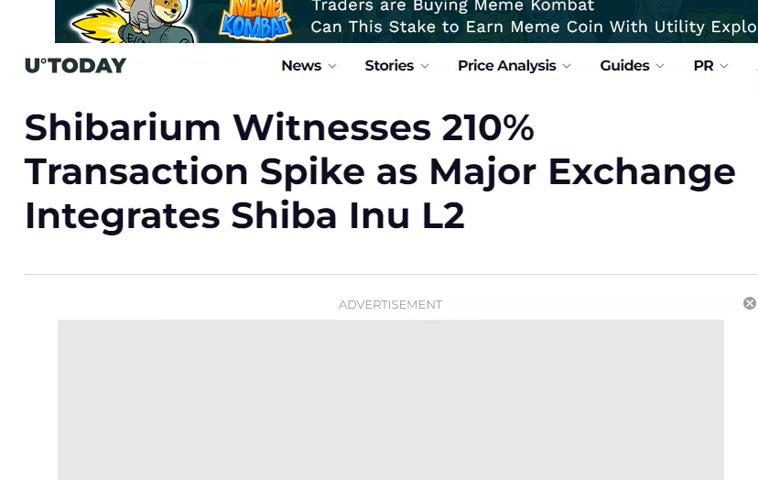 Traders are Buying Meme Kombat
MEME
KOMBAT
Can This Stake to Earn Meme Coin With Utility Explo
U°TODAY
News
Stories
Price Analysis
Guides
PR
Shibarium Witnesses 210%
Transaction Spike as Major Exchange
Integrates Shiba Inu L2
ADVERTISEMENT